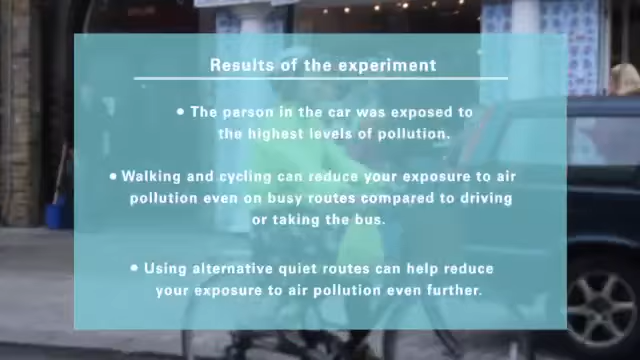 Results of the experiment
• The person in the car was exposed to
the highest levels of pollution.
• Walking and cycling can reduce your exposure to air
pollution even on busy routes compared to driving
or taking the bus.
• Using alternative quiet routes can help reduce
your exposure to air pollution even further.